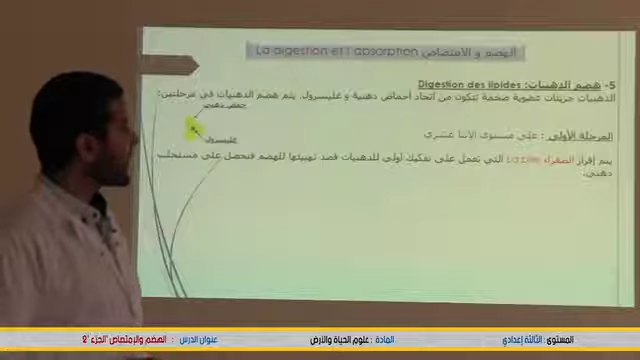 الهضم و الامتصاص La digestion et l'absorption
5- هضم الدهنيات: Digestion des lipides
الدهنيات جزيئات عضوية ضخمة تتكون من اتحاد أحماض دهنية و غليسرول. يتم هضم الدهنيات في مرحلتين:
حمض دهني
غليسرول
المرحلة الأولى : على مستوى الاثنا عشري
يتم إفراز الصفراء La bile التي تعمل على تفكيك أولي للدهنيات قصد تهييئها للهضم فنحصل على مستحلب
دهني.
المستوى : الثالثة إعدادي
المادة : علوم الحياة والارض
عنوان الدرس : الهضم والإمتصاص "الجزء 2"